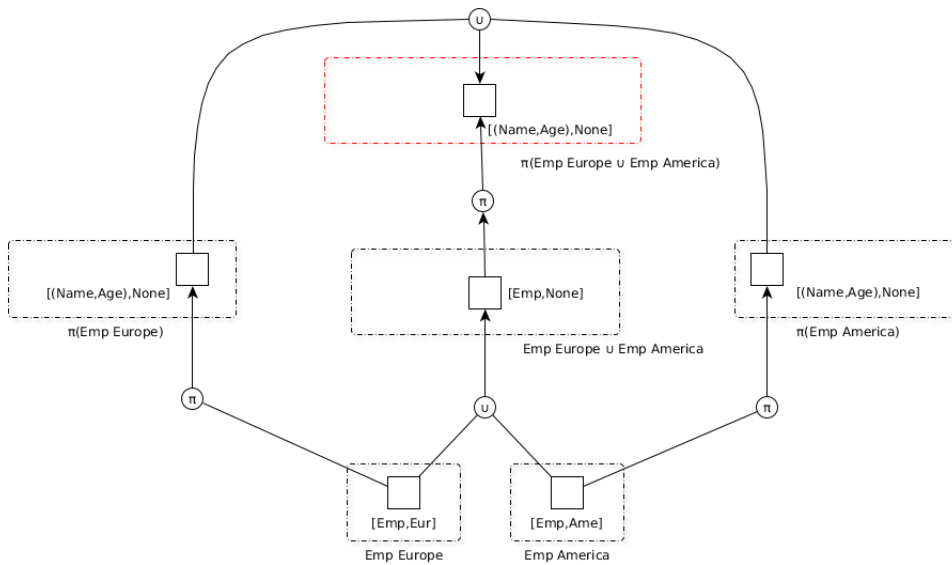 ∪
[(Name,Age),None]
π(Emp Europe ∪ Emp America)
π
[(Name,Age),None]
π(Emp Europe)
[Emp,None]
Emp Europe ∪ Emp America
[(Name,Age),None]
π(Emp America)
π
∪
π
[Emp,Eur]
Emp Europe
[Emp,Ame]
Emp America